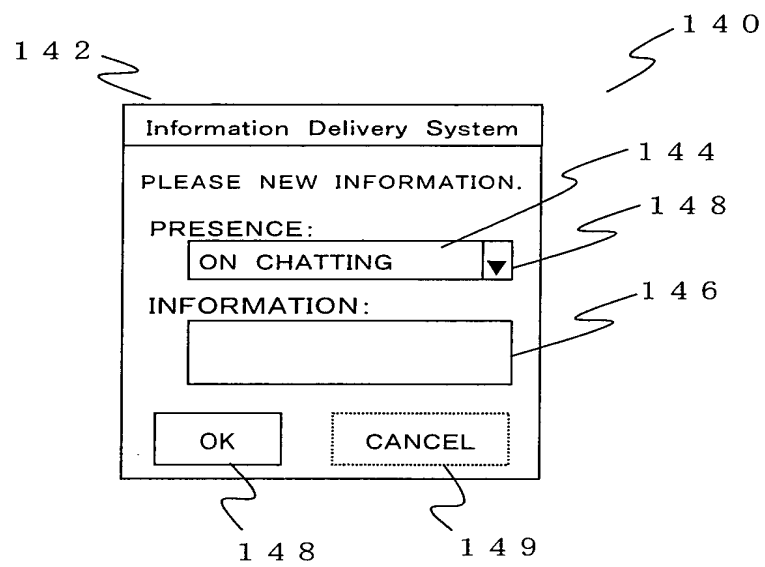 140
142
Information Delivery System
144
PLEASE NEW INFORMATION.
148
PRESENCE:
ON CHATTING
146
INFORMATION:
OK CANCEL
148 149